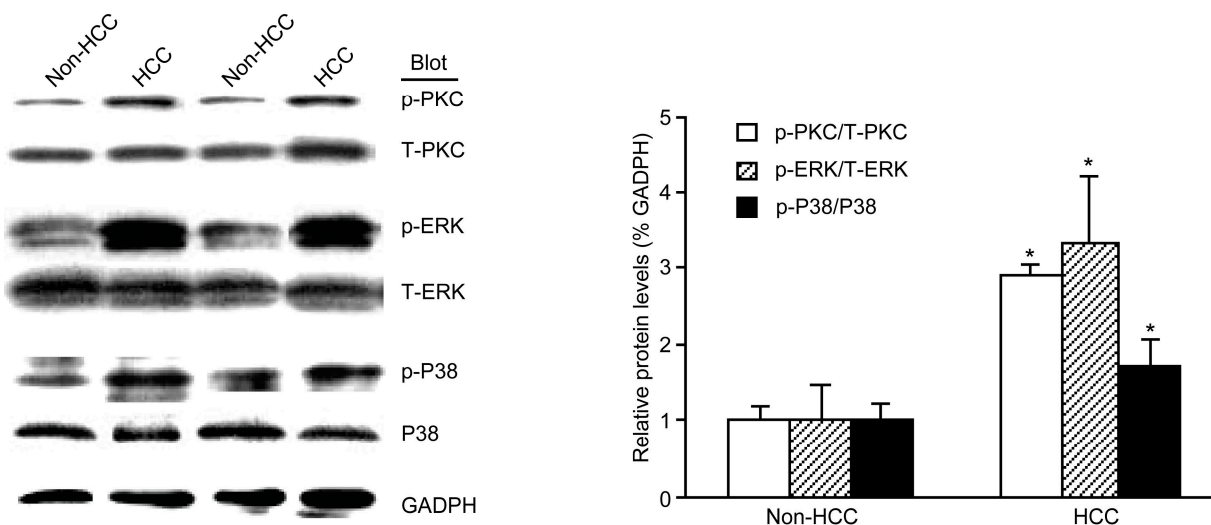 Non-HCC
HCC
Non-HCC
HCC
Blot
p-PKC
T-PKC
p-ERK
T-ERK
p-P38
P38
GADPH
Relative protein levels (% GADPH)
5
4
3
2
1
0
p-PKC/T-PKC
p-ERK/T-ERK
p-P38/P38
*
*
*
Non-HCC
HCC